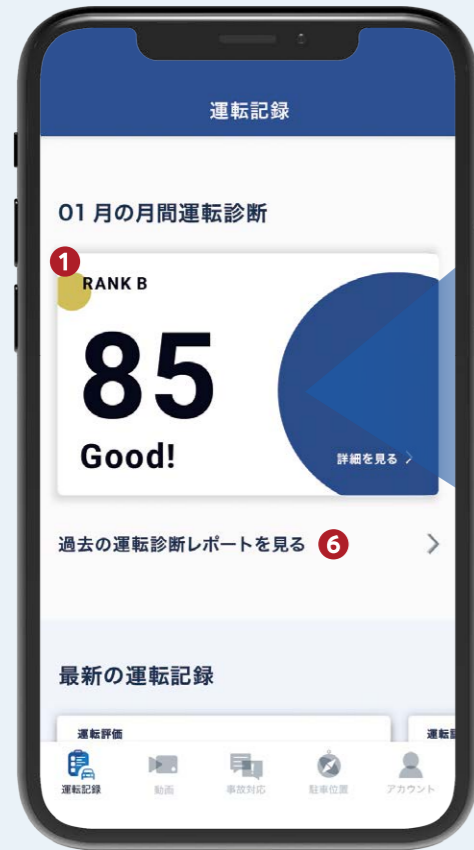 運転記録
01 月の月間運転診断
1
RANK B
85
Good!
詳細を見る
過去の運転診断レポートを見る 6
最新の運転記録
運転評価
運転記録 動画 事故対応 駐車位置 アカウント